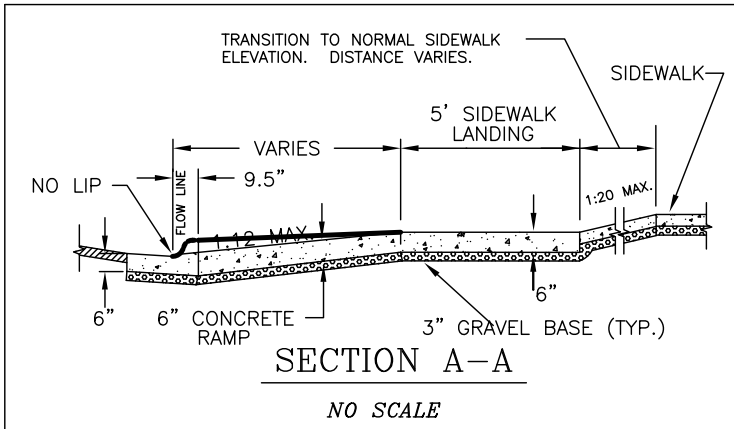 TRANSITION TO NORMAL SIDEWALK
ELEVATION. DISTANCE VARIES.
SIDEWALK
5' SIDEWALK
LANDING
VARIES
NO LIP
FLOW LINE
9.5"
1:20 MAX.
1:12 MAX.
6"
6" CONCRETE
RAMP
3" GRAVEL BASE (TYP.)
6"
SECTION A-A
NO SCALE